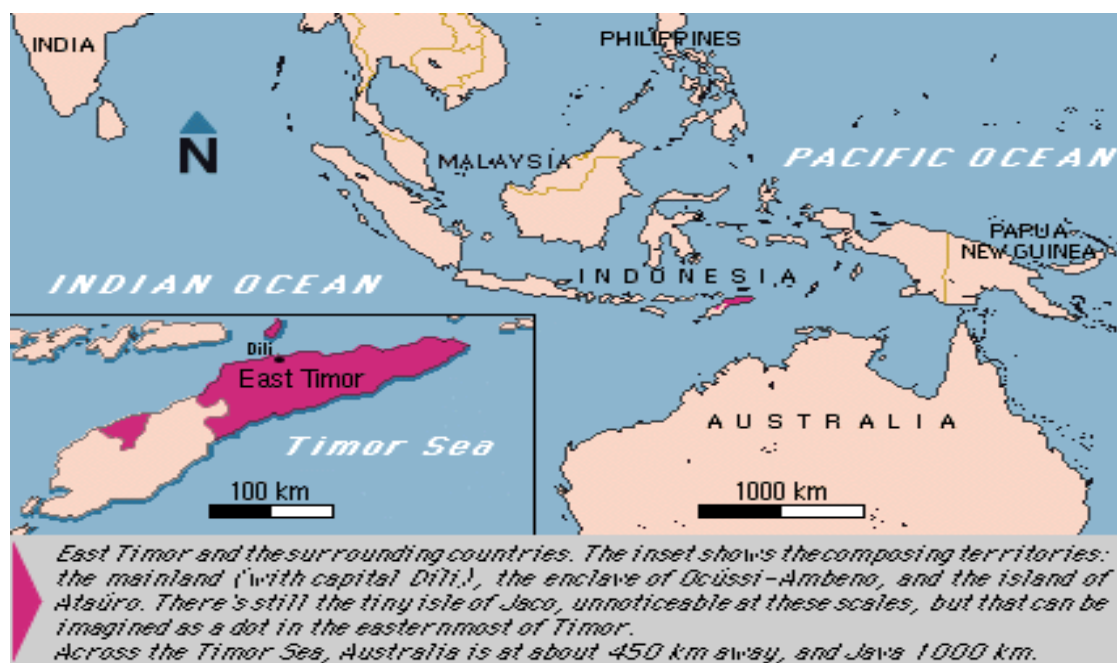 INDIA
PHILIPPINES
N
MALAYSIA
PACIFIC OCEAN
PAPUA
NEW GUINEA
INDIAN OCEAN
INDONESIA
Dili
East Timor
AUSTRALIA
Timor Sea
100 km
1000 km
East Timor and the surrounding countries. The inset shows the composing territories:
the mainland (with capital Dili,), the enclave of Ocússi-Ambeno, and the island of
Ataúro. There's still the tiny isle of Jaco, unnoticeable at these scales, but that can be
imagined as a dot in the easternmost of Timor.
Across the Timor Sea, Australia is at about 450 km away, and Java 1000 km.